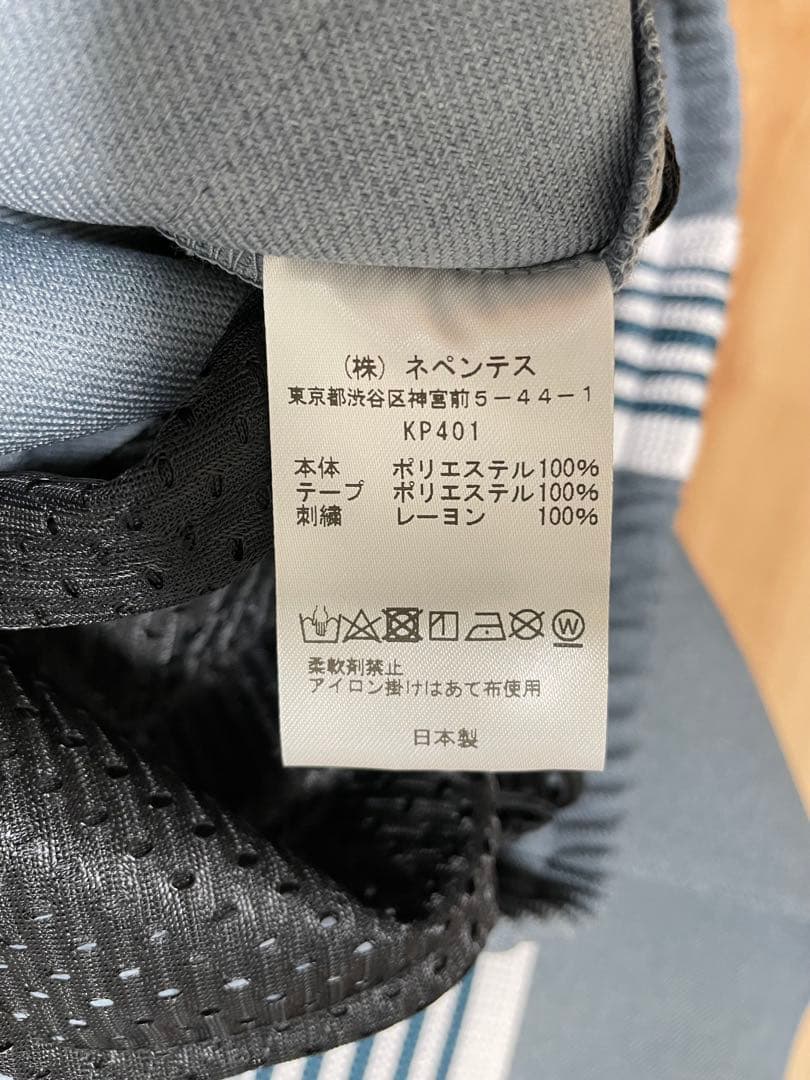 (株) ネペンテス
東京都渋谷区神宮前5-44-1
KP401
本体 ポリエステル100%
テープ ポリエステル100%
刺繍 レーヨン 100%
W
柔軟剤禁止
アイロン掛けはあて布使用
日本製